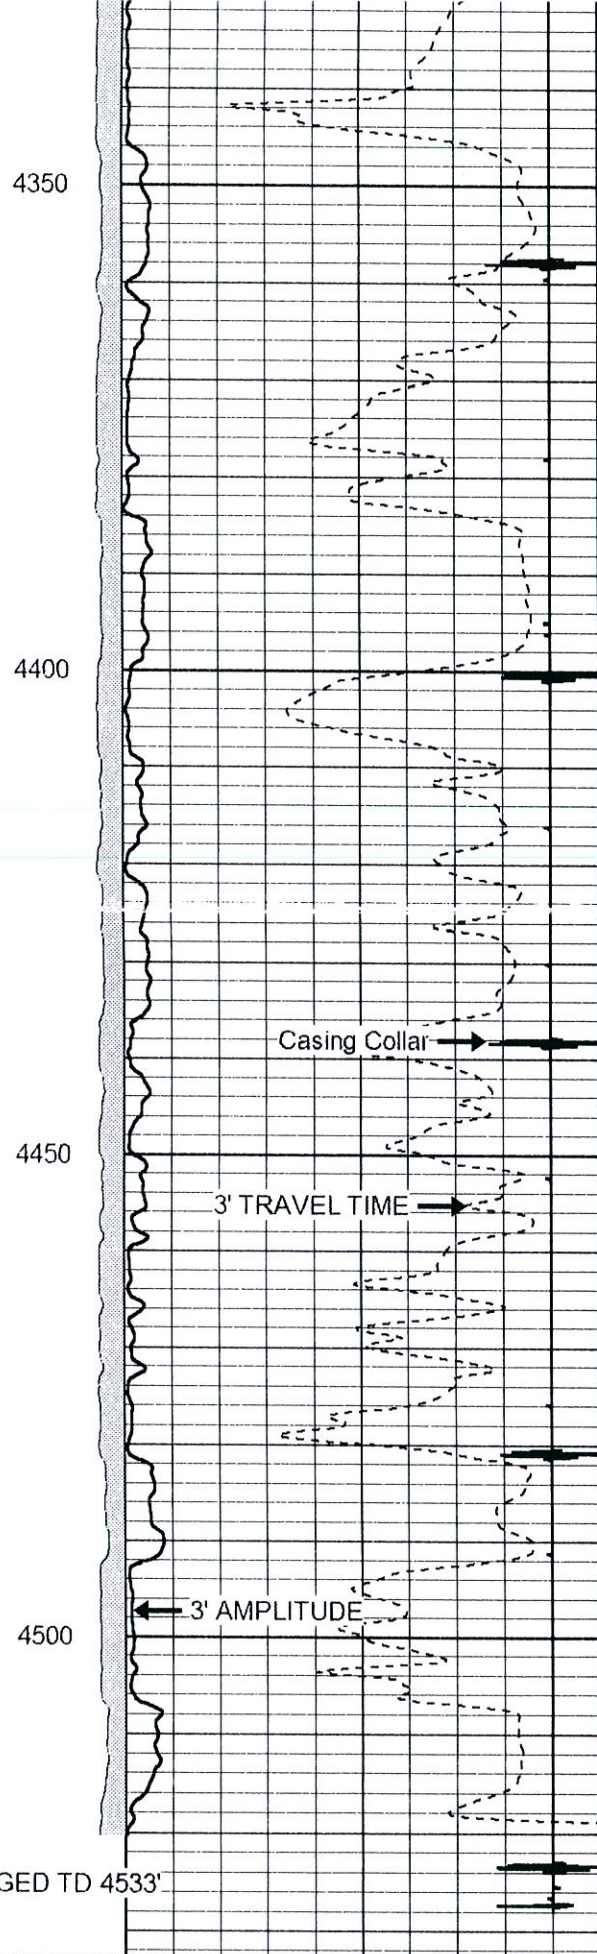 4350
4400
Casing Collar
4450
3' TRAVEL TIME
3' AMPLITUDE
4500
GED TD 4533'